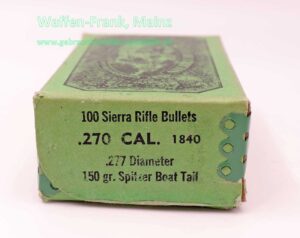 Waffen-Frank, Mainz
100 Sierra Rifle Bullets
.270 CAL. 1840
.277 Diameter
150 gr. Spitzer Boat Tail